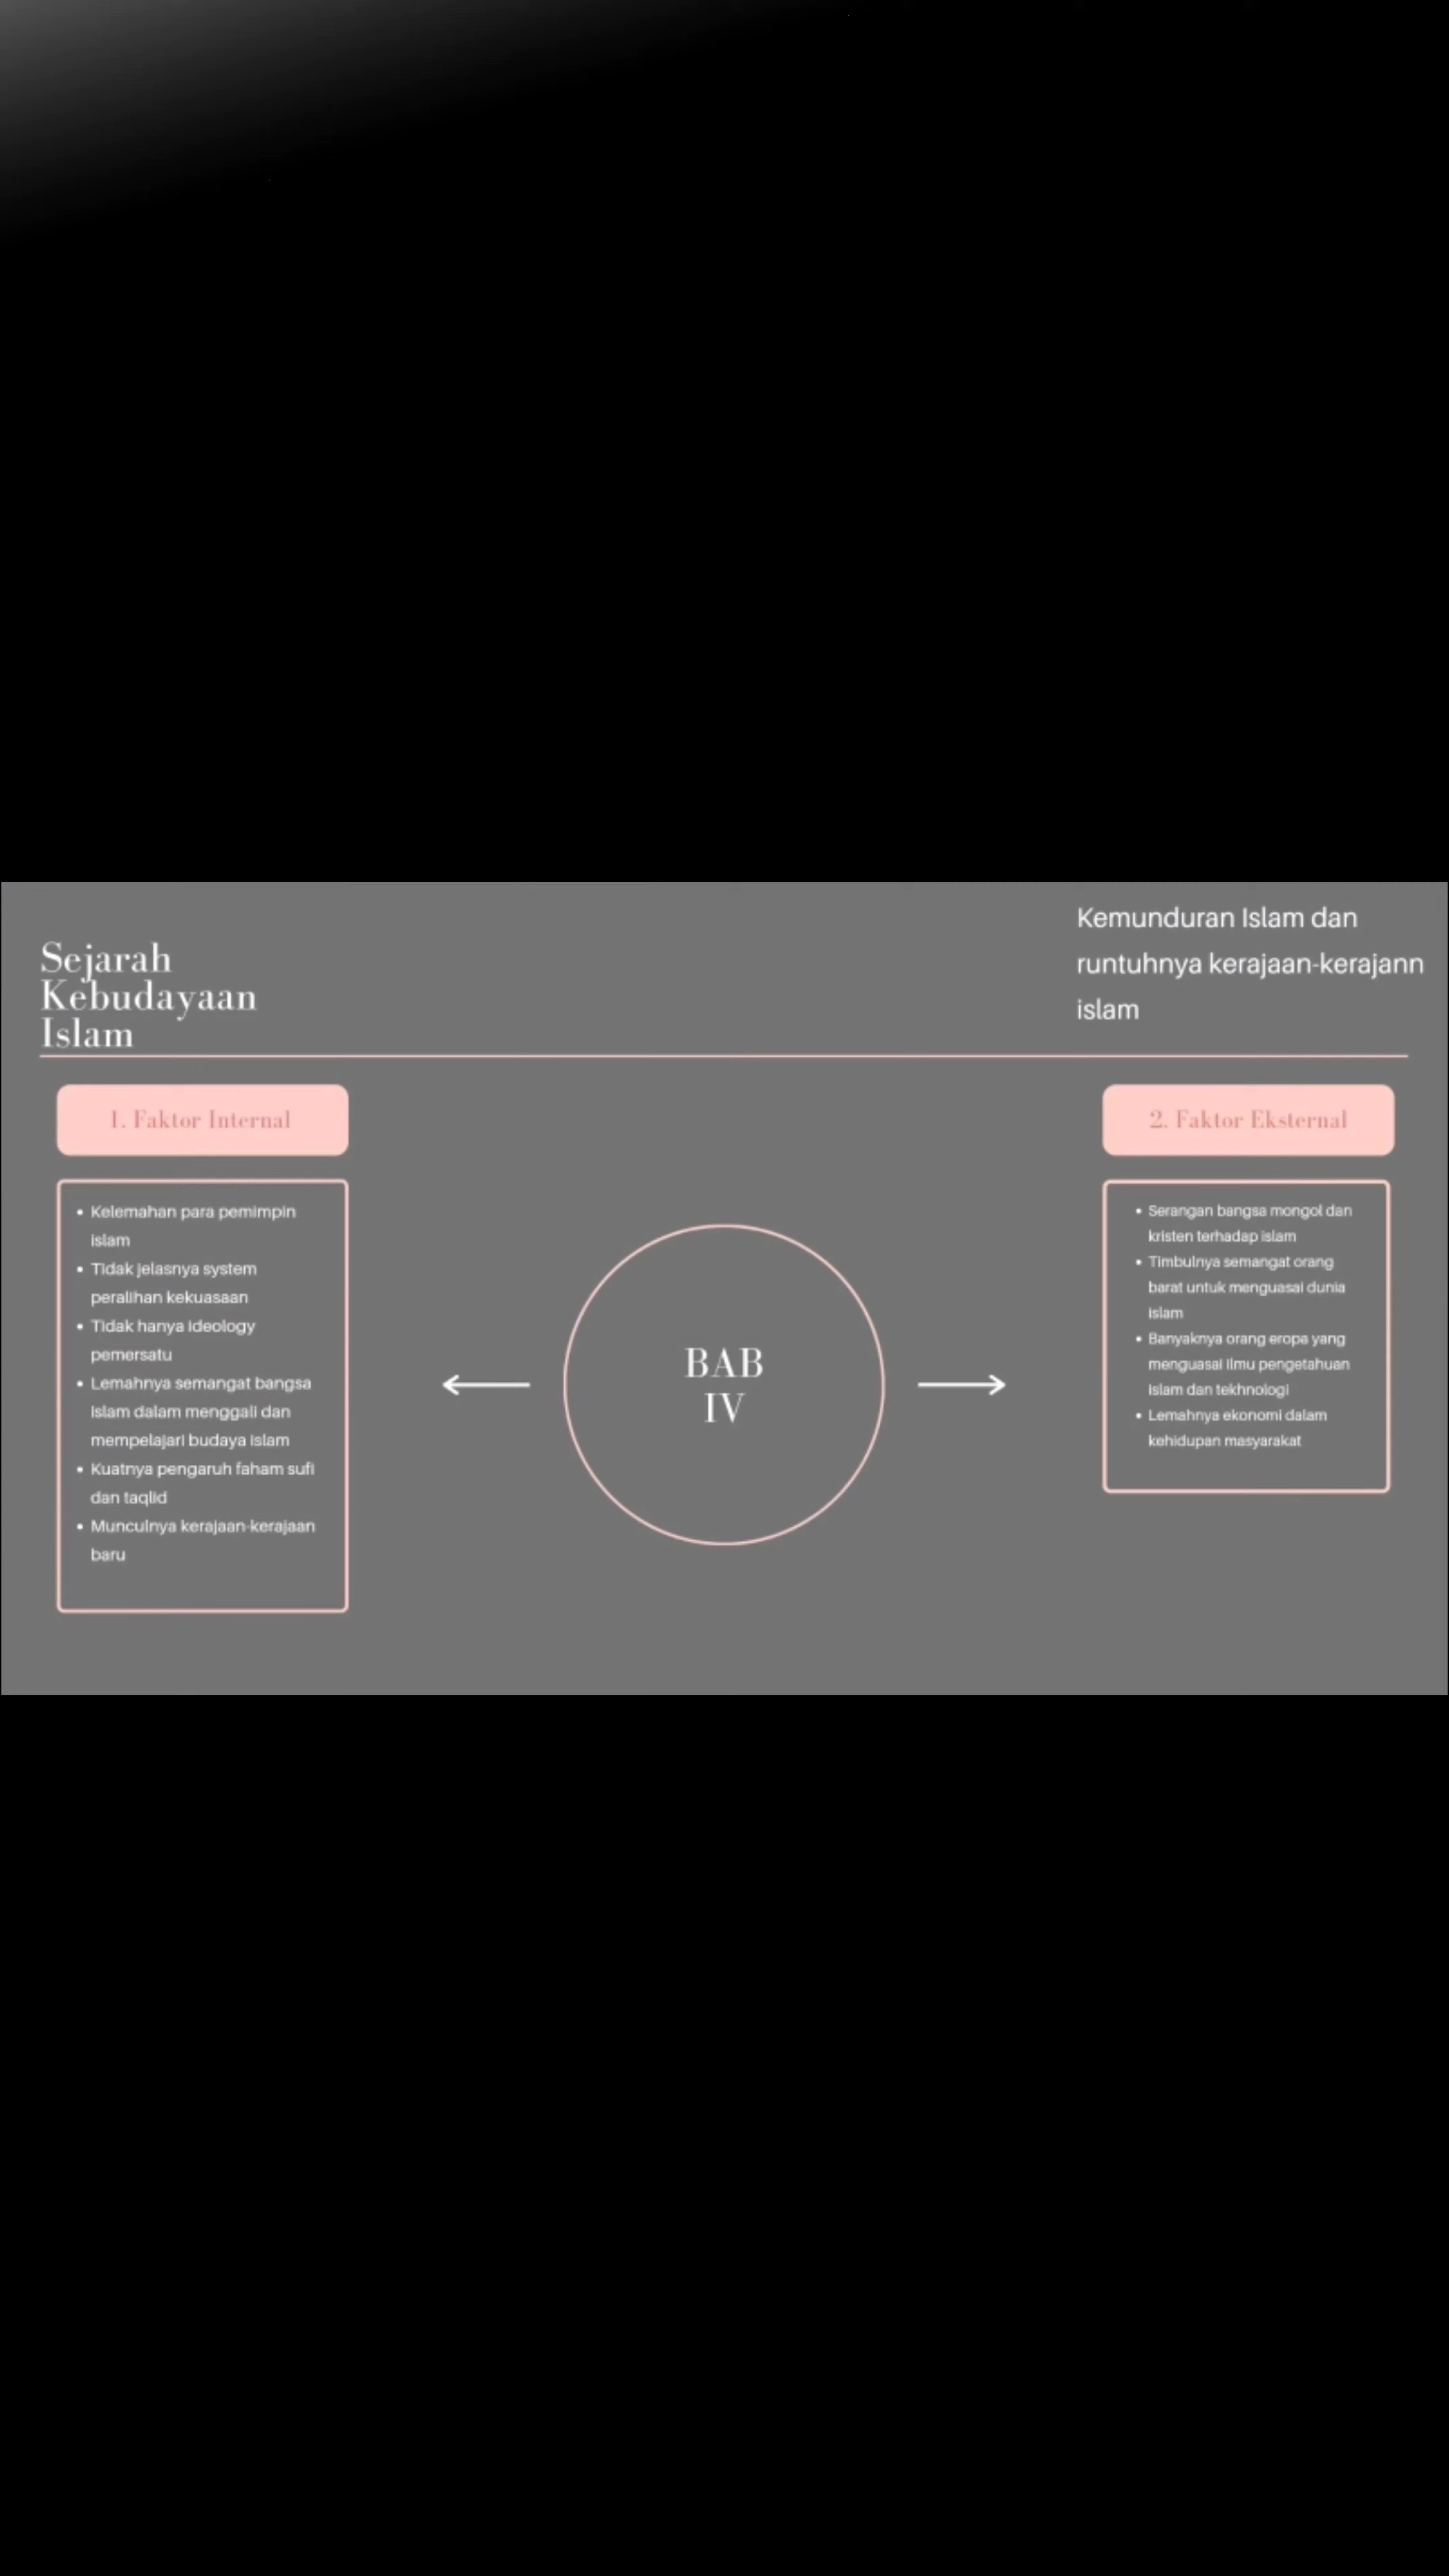 Sejarah
Kebudayaan
Islam
Kemunduran Islam dan
runtuhnya kerajaan-kerajann
islam
1. Faktor Internal
Kelemahan para pemimpin
islam
Tidak jelasnya system
peralihan kekuasaan
Tidak hanya ideology
pemersatu
Lemahnya semangat bangsa
islam dalam menggali dan
mempelajari budaya islam
Kuatnya pengaruh faham sufi
dan taqlid
Munculnya kerajaan-kerajaan
baru
BAB
IV
2. Faktor Eksternal
Serangan bangsa mongol dan
kristen terhadap islam
Timbulnya semangat orang
barat untuk menguasai dunia
islam
Banyaknya orang eropa yang
menguasai ilmu pengetahuan
islam dan tekhnologi
Lemahnya ekonomi dalam
kehidupan masyarakat